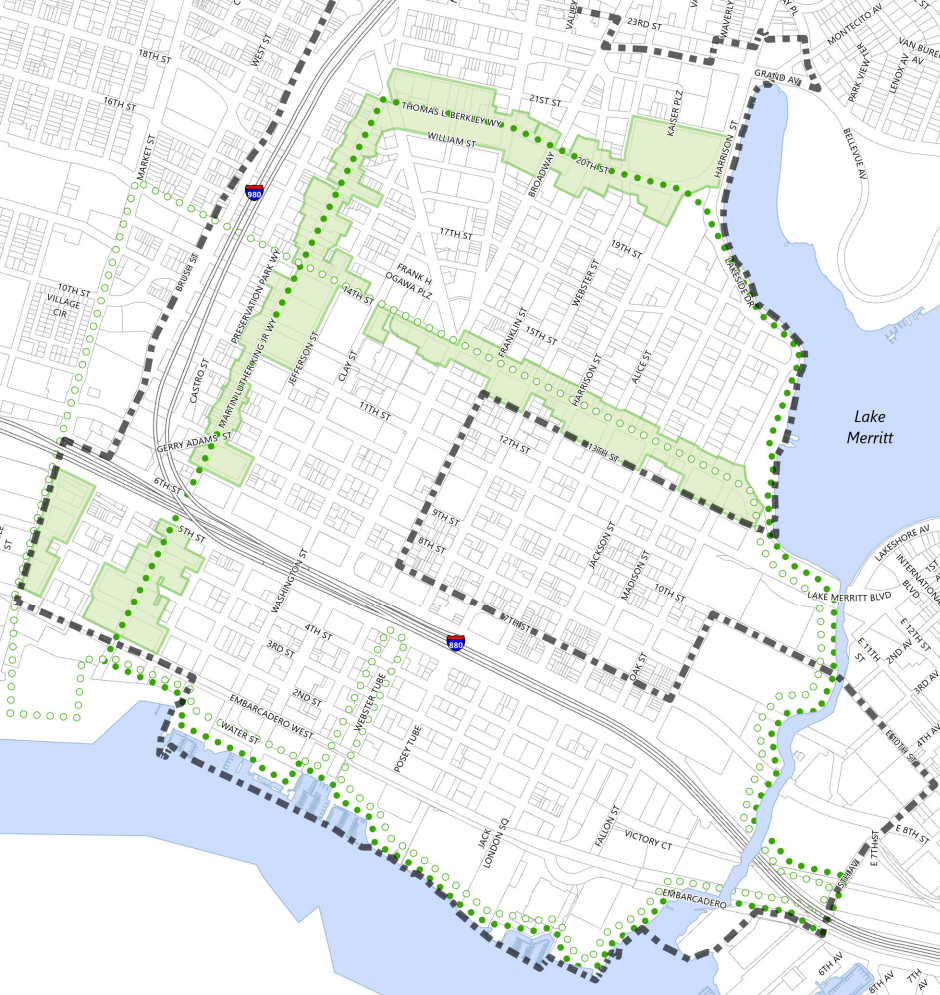 VALLEY
23RD ST
WAVERLY
MONTECITO AV
VAN BURE
AV
PARK VIEW
TER
LENOX AV
GRAND AV
WEST ST
18TH ST
16TH ST
MARKET ST
21ST ST
THOMAS L BERKLEY WY
WILLIAM ST
KAISER PLZ
HARRISON ST
BELLEVUE AV
20TH ST
BROADWAY
980
17TH ST
19TH ST
FRANK H
OGAWA PLZ
WEBSTER ST
LAKESIDE DR
BRUSH ST
PRESERVATION PARK WY
10TH ST
VILLAGE
CIR
14TH ST
FRANKLIN ST
15TH ST
MARTIN LUTHER KING JR WY
JEFFERSON ST
CLAY ST
CASTRO ST
HARRISON ST
ALICE ST
11TH ST
Lake
Merritt
GERRY ADAMS ST
12TH ST
13TH ST
6TH ST
5TH ST
9TH ST
8TH ST
JACKSON ST
MADISON ST
10TH ST
ST
WASHINGTON ST
LAKESHORE AV
INTERNATIONA
BLVD
1ST
LAKE MERRITT BLVD
E 12TH ST
E 11TH
ST
2ND AV
3RD AV
4TH AV
E 10TH ST
4TH ST
3RD ST
7TH ST
880
OAK ST
2ND ST
EMBARCADERO WEST
WATER ST
WEBSTER TUBE
POSEY TUBE
JACK
LONDON SQ
FALLON ST
VICTORY CT
E 8TH ST
E 7TH ST
5TH AV
EMBARCADERO
6TH AV
8TH AV
7TH
AV